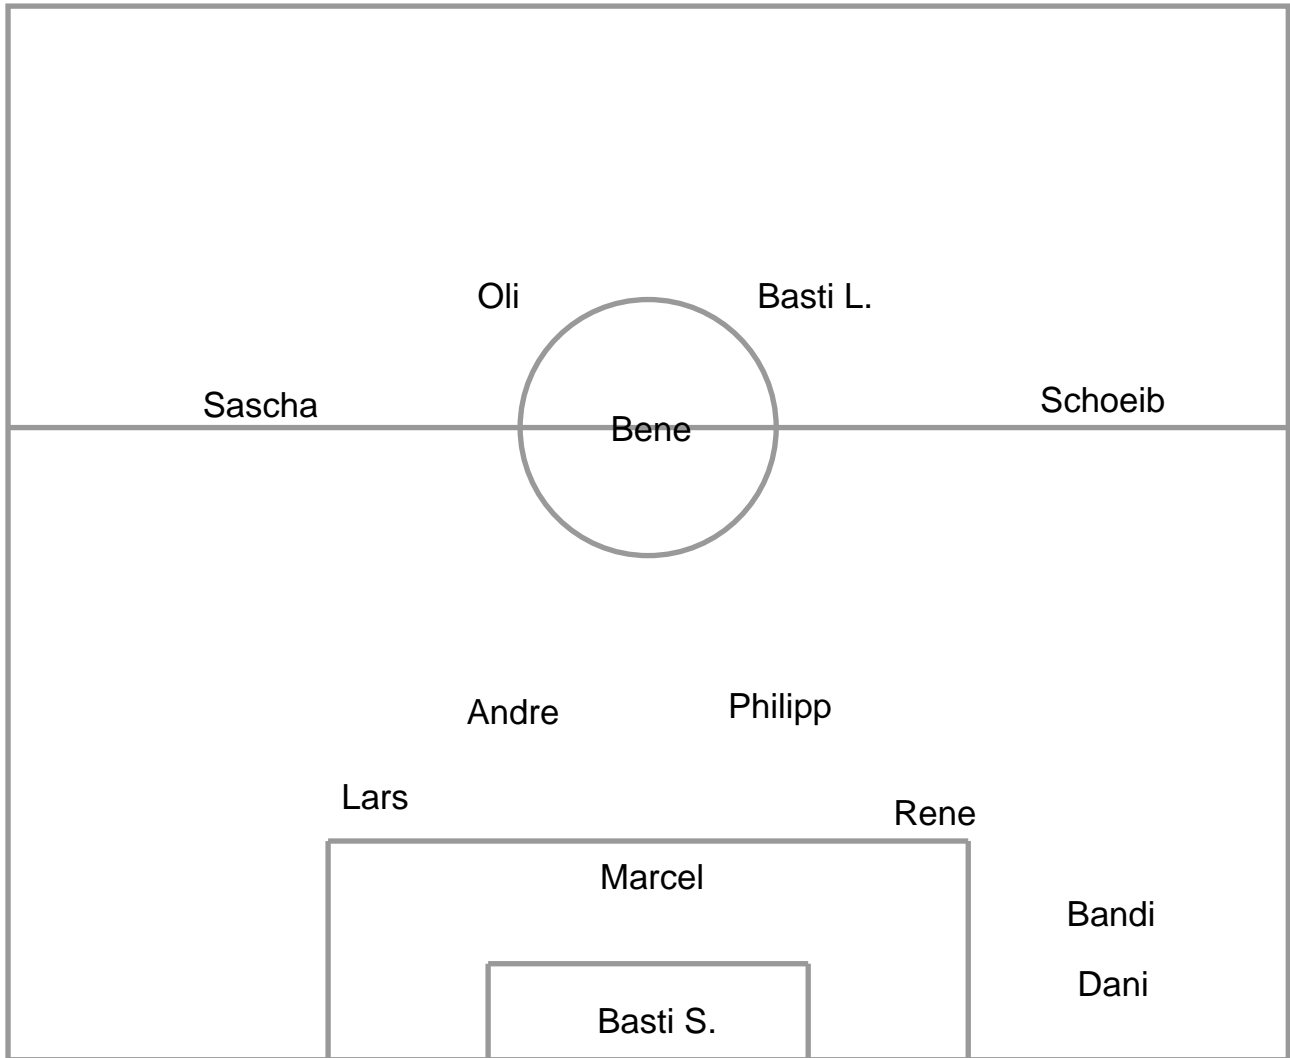 Oli
Basti L.
Sascha
Schoeib
Bene
Andre
Philipp
Lars
Rene
Marcel
Bandi
Dani
Basti S.